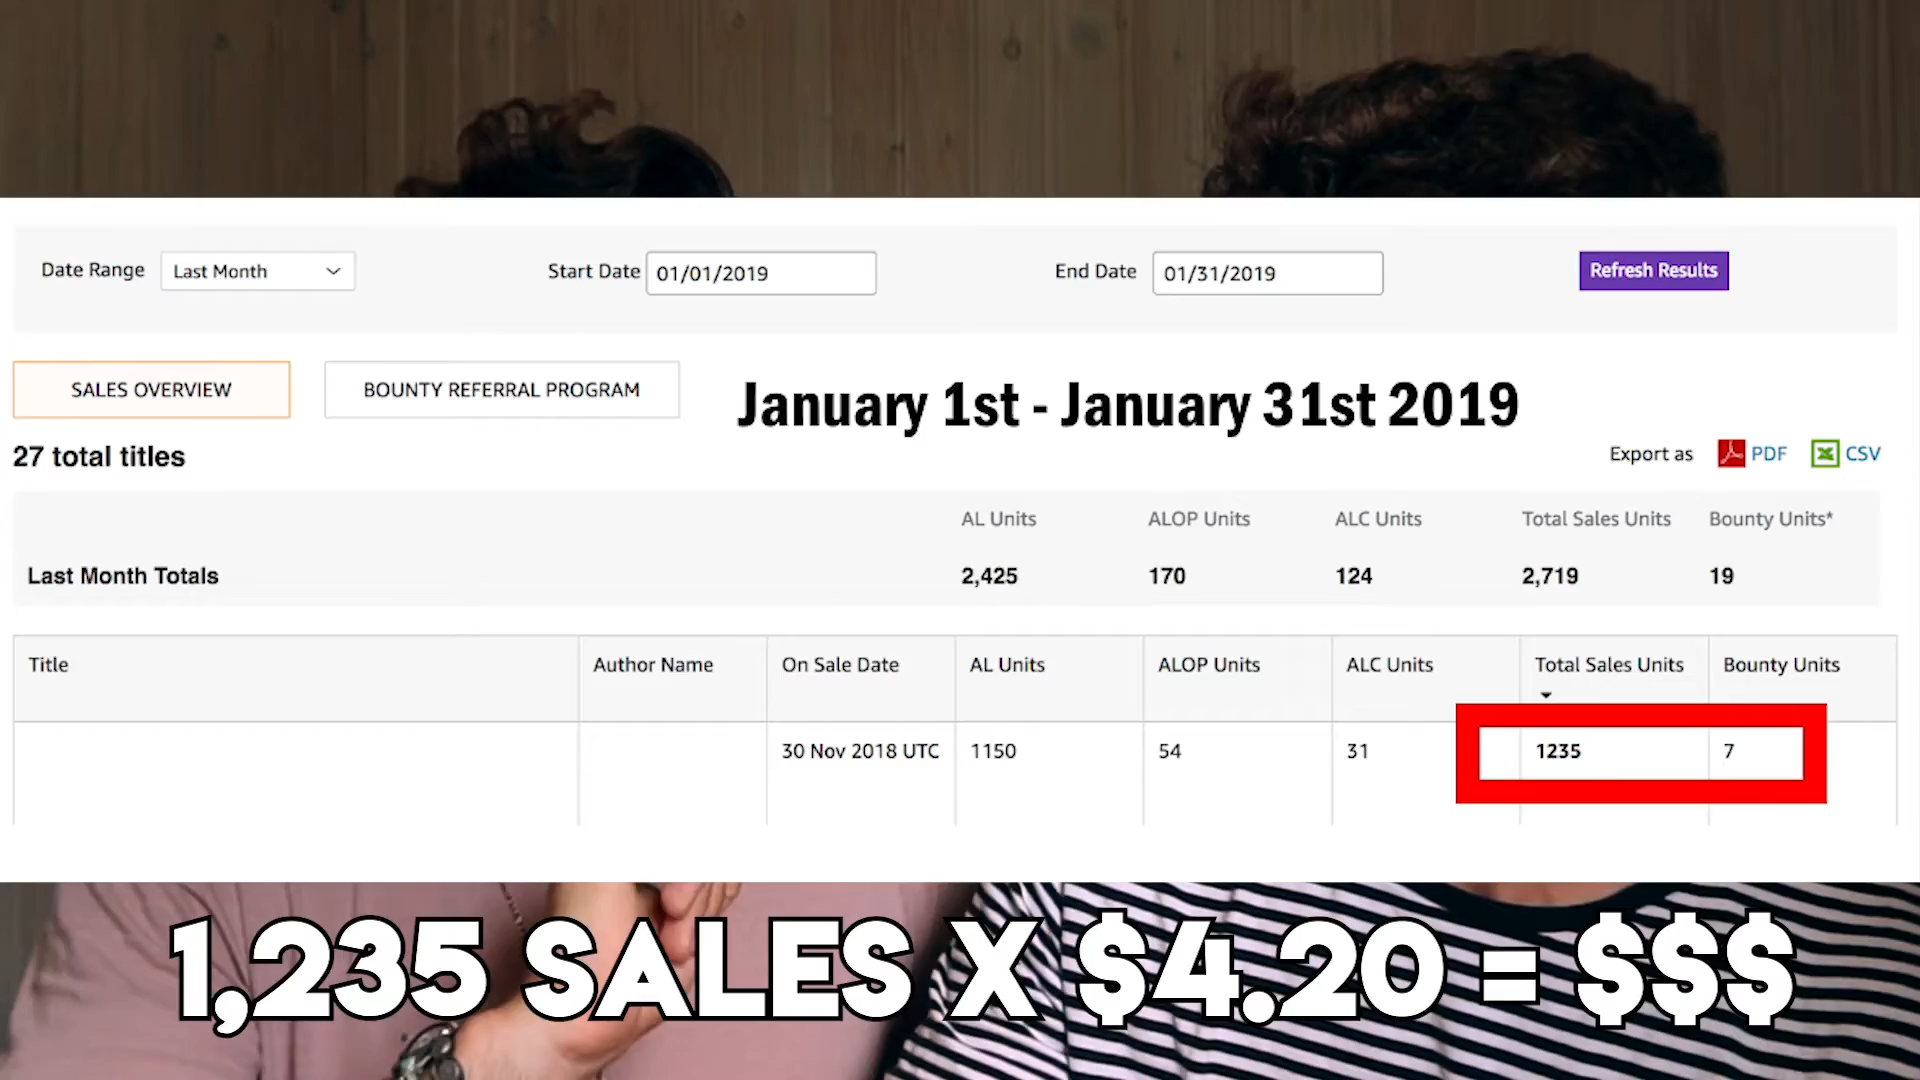 Date Range Last Month Start Date 01/01/2019 End Date 01/31/2019 Refresh Results
SALES OVERVIEW BOUNTY REFERRAL PROGRAM January 1st - January 31st 2019
27 total titles Export as PDF CSV
AL Units ALOP Units ALC Units Total Sales Units Bounty Units*
Last Month Totals 2,425 170 124 2,719 19
Title Author Name On Sale Date AL Units ALOP Units ALC Units Total Sales Units Bounty Units
30 Nov 2018 UTC 1150 54 31 1235 7
1,235 SALES X $4.20 = $$$